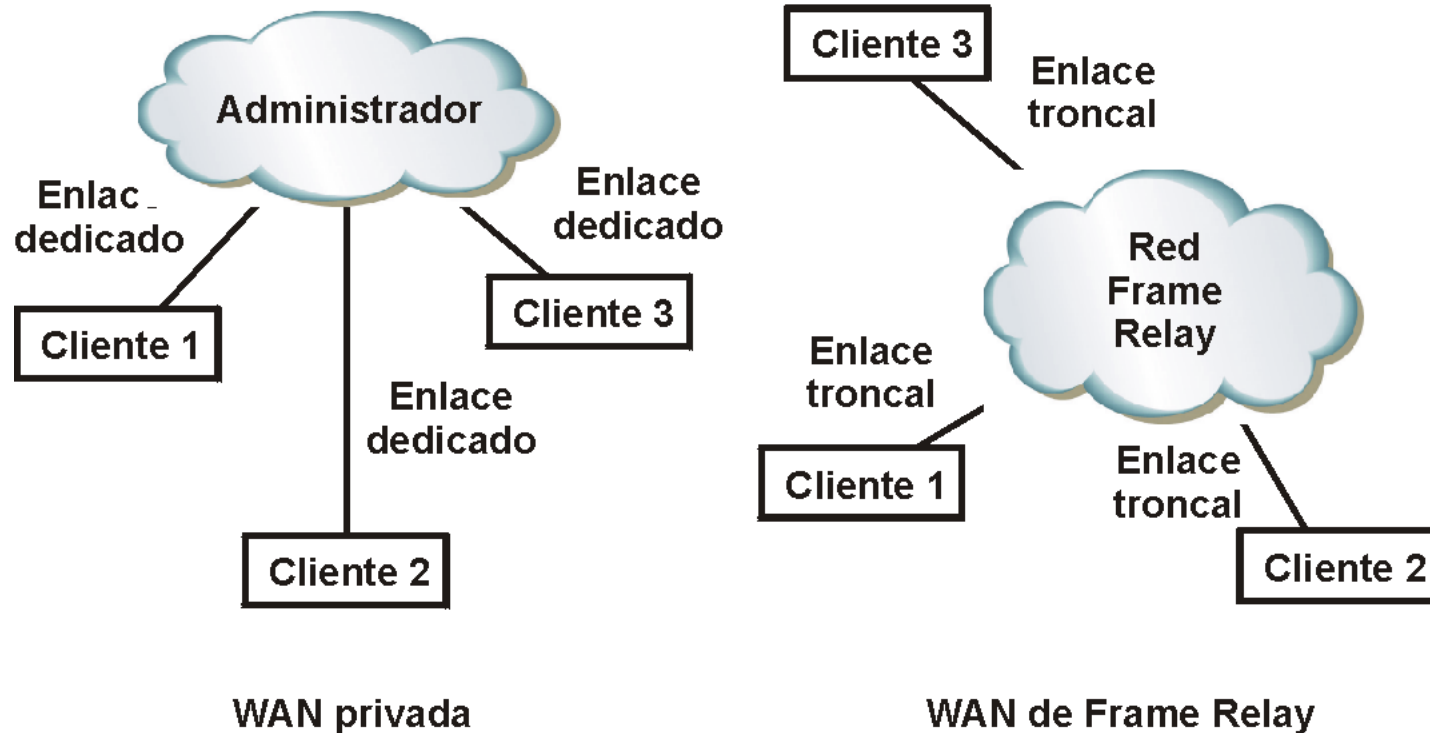 Administrador
Enlac
dedicado
Enlace
dedicado
Cliente 1
Cliente 3
Enlace
dedicado
Cliente 2
WAN privada
Cliente 3
Enlace
troncal
Red
Frame
Relay
Enlace
troncal
Cliente 1
Enlace
troncal
Cliente 2
WAN de Frame Relay